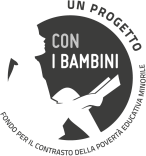 UN PROGETTO
CON
I BAMBINI
FONDO PER IL CONTRASTO DELLA POVERTÀ EDUCATIVA MINORILE